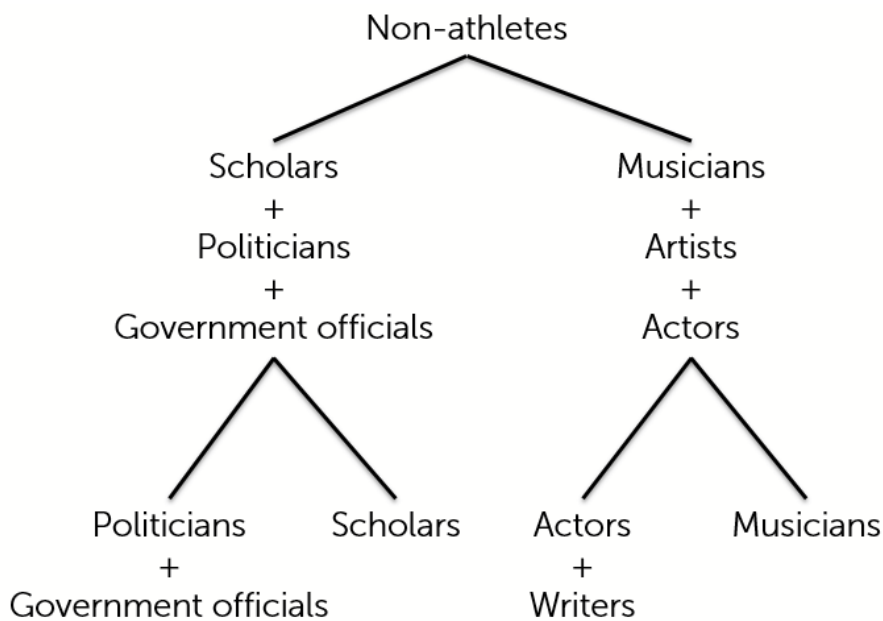 Non-athletes
Scholars
+
Politicians
+
Government officials
Musicians
+
Artists
+
Actors
Politicians
+
Government officials
Scholars
Actors
+
Writers
Musicians